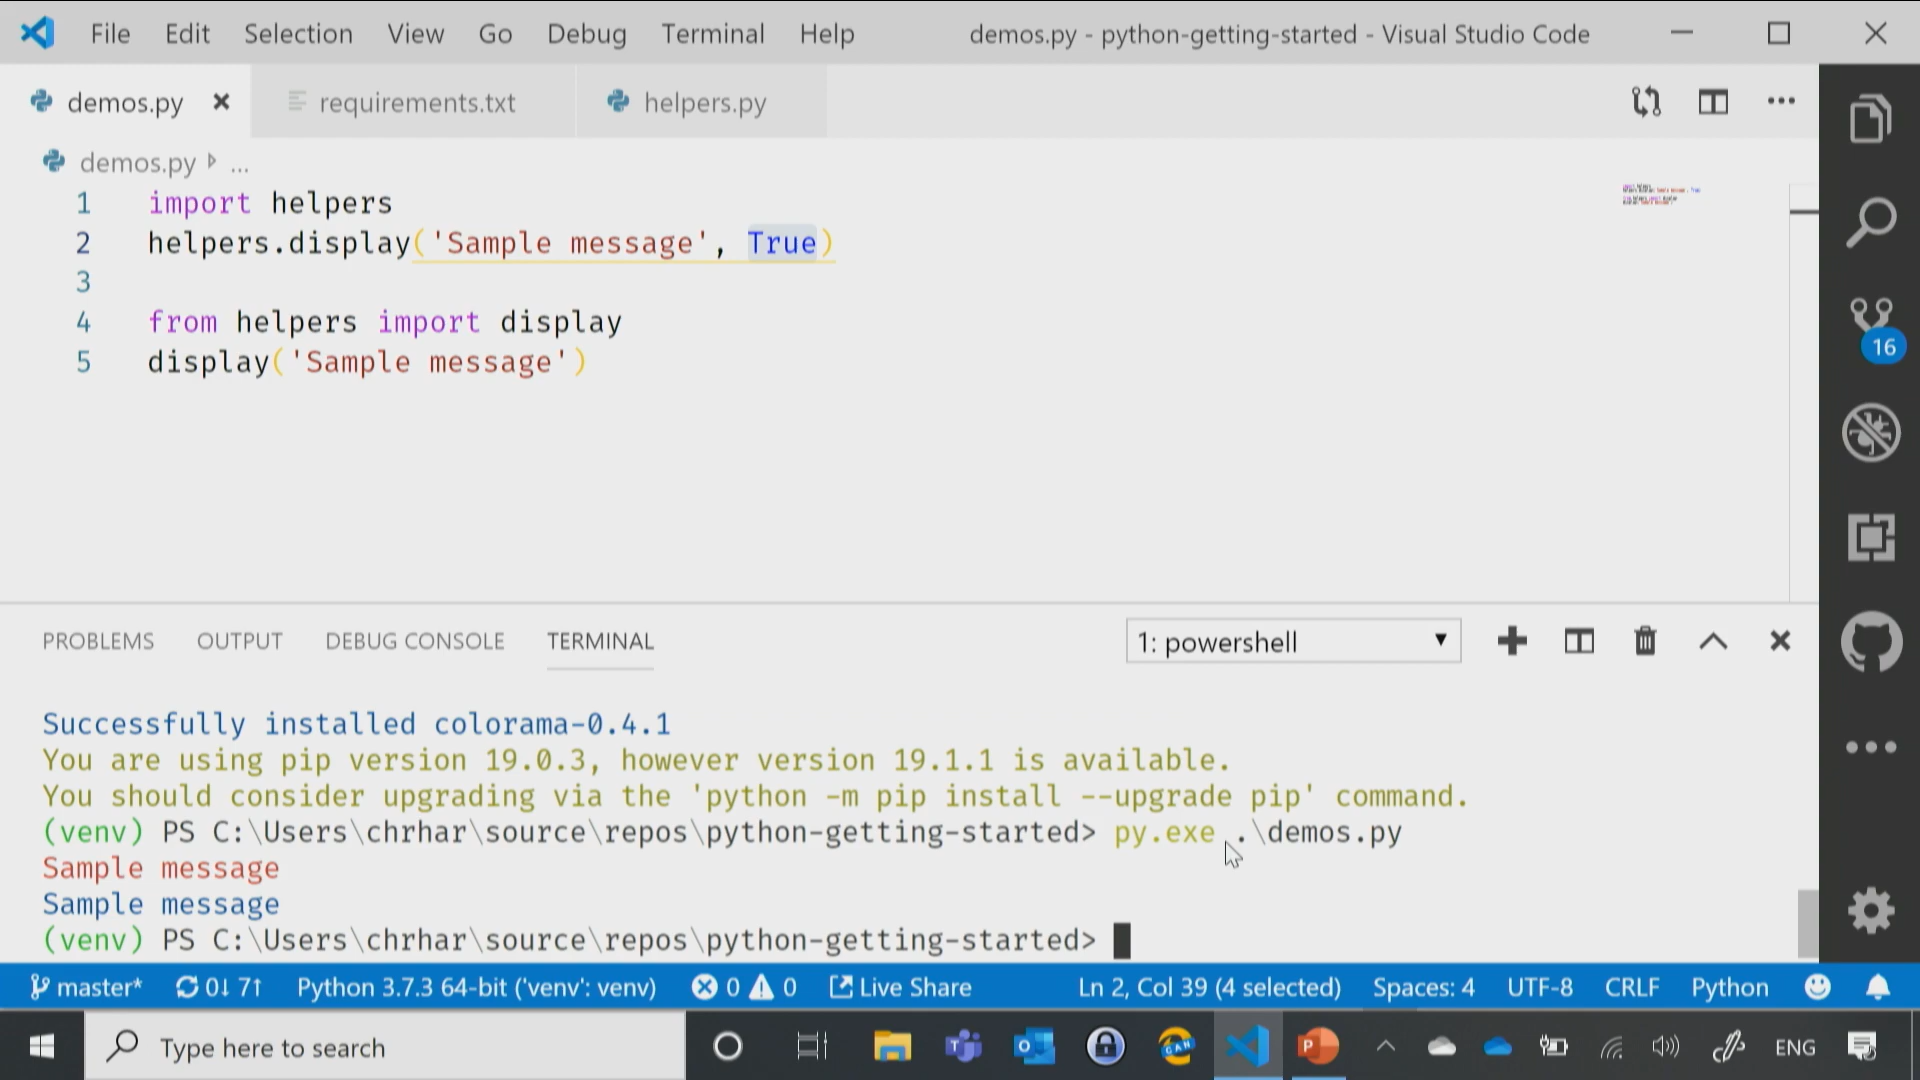 File Edit Selection View Go Debug Terminal Help demos.py - python-getting-started - Visual Studio Code
demos.py requirements.txt helpers.py
demos.py ...
1 import helpers
2 helpers.display('Sample message', True)
3
4 from helpers import display
5 display('Sample message')
16
PROBLEMS OUTPUT DEBUG CONSOLE TERMINAL 1: powershell
Successfully installed colorama-0.4.1
You are using pip version 19.0.3, however version 19.1.1 is available.
You should consider upgrading via the 'python -m pip install --upgrade pip' command.
(venv) PS C:\Users\chrhar\source\repos\python-getting-started> py.exe .\demos.py
Sample message
Sample message
(venv) PS C:\Users\chrhar\source\repos\python-getting-started>
master* 0↓ 7↑ Python 3.7.3 64-bit ('venv': venv) 0 0 Live Share Ln 2, Col 39 (4 selected) Spaces: 4 UTF-8 CRLF Python
Type here to search CAN ENG